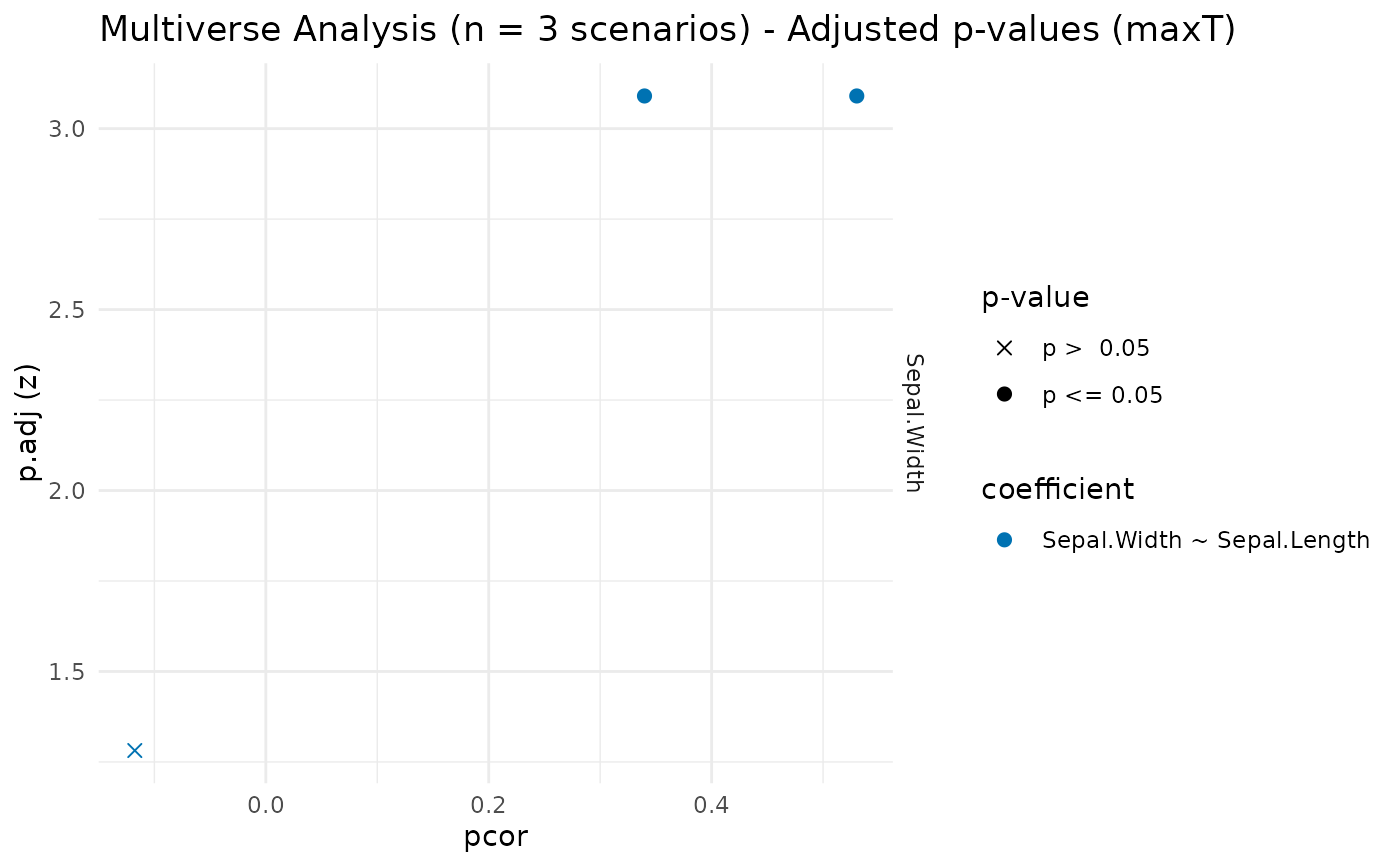 Multiverse Analysis (n = 3 scenarios) - Adjusted p-values (maxT)
3.0
2.5
2.0
1.5
p.adj (z)
0.0
0.2
0.4
pcor
Sepal.Width
p-value
p >  0.05
p <= 0.05
coefficient
Sepal.Width ~ Sepal.Length